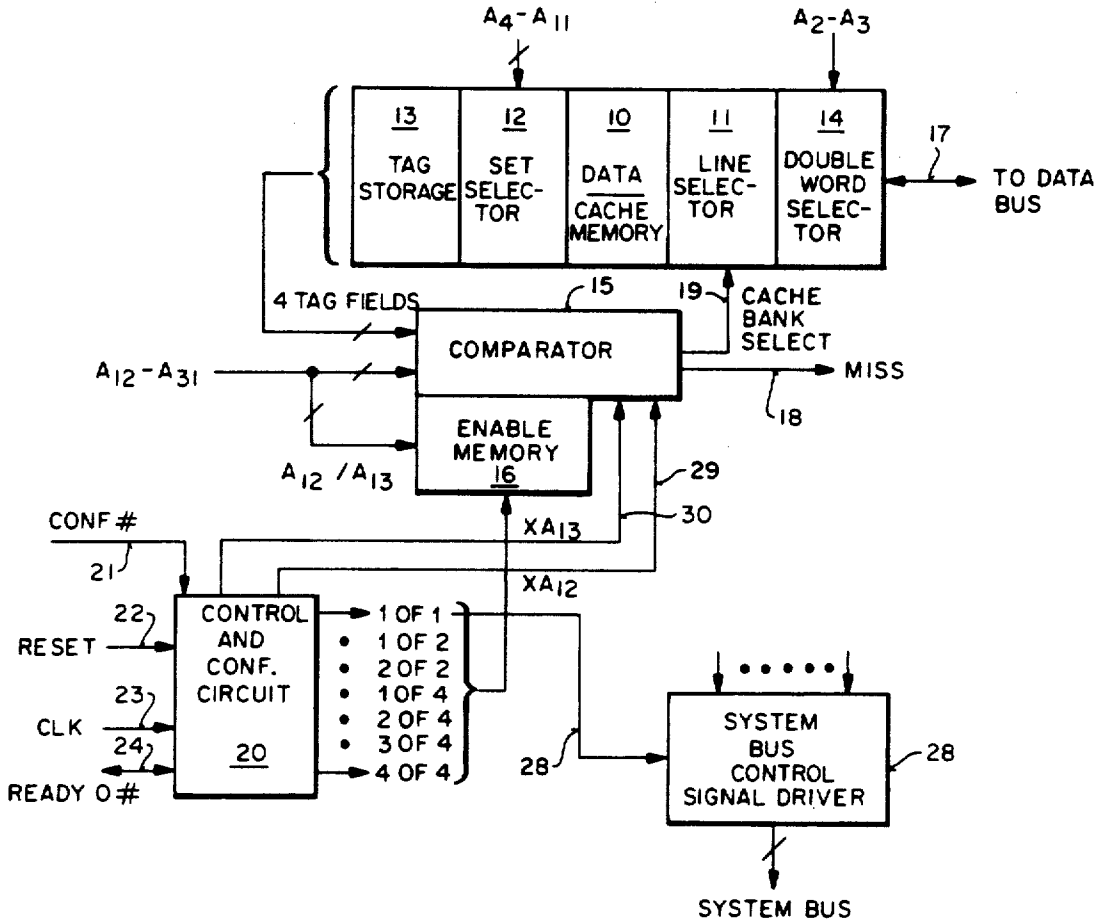 A4-A11
A2-A3
13
TAG
STORAGE
12
SET
SELEC-
TOR
10
DATA
CACHE
MEMORY
11
LINE
SELEC-
TOR
14
DOUBLE
WORD
SELEC-
TOR
17
TO DATA
BUS
4 TAG FIELDS
15
COMPARATOR
19
CACHE
BANK
SELECT
A12-A31
MISS
18
ENABLE
MEMORY
16
A12 / A13
29
30
CONF #
21
XA13
XA12
RESET
22
CLK
23
24
READY O#
CONTROL
AND
CONF.
CIRCUIT
20
1 OF 1
1 OF 2
2 OF 2
1 OF 4
2 OF 4
3 OF 4
4 OF 4
28
SYSTEM
BUS
CONTROL
SIGNAL DRIVER
28
SYSTEM BUS